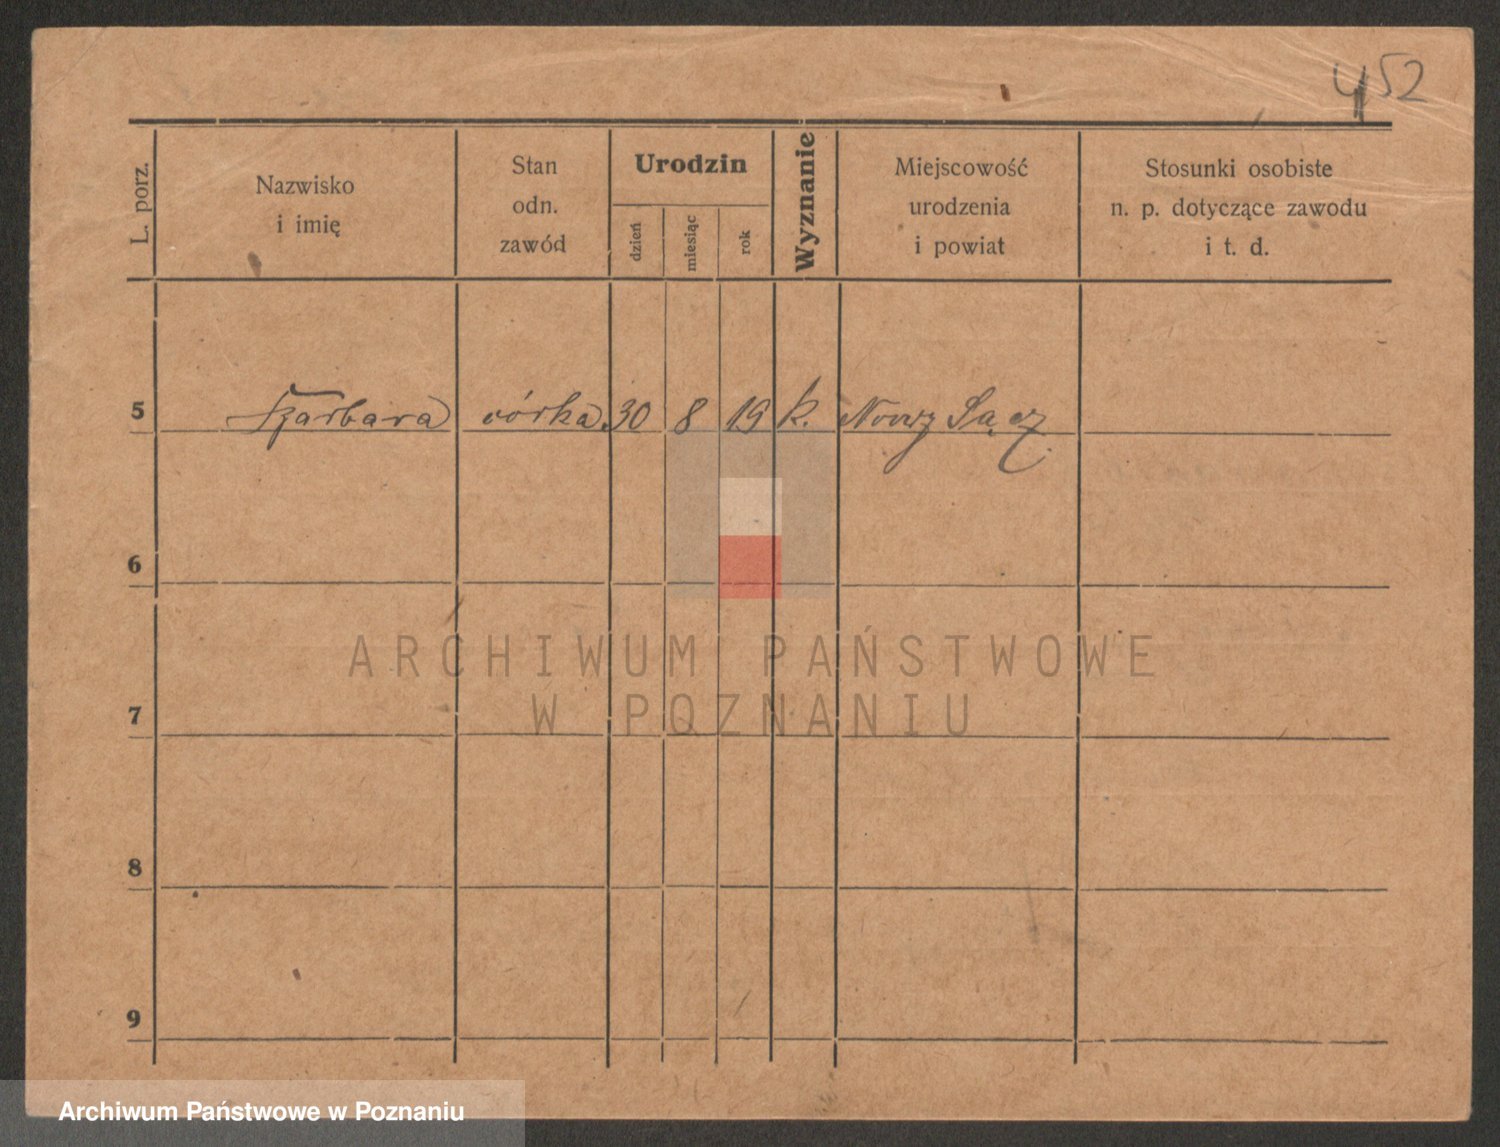 452
L. porz.
Nazwisko
i imię
Stan
odn.
zawód
Urodzin
dzień
miesiąc
rok
Wyznanie
Miejscowość
urodzenia
i powiat
Stosunki osobiste
n. p. dotyczące zawodu
i t. d.
5 Barbara córka 30 8 19 k. Nowy Sącz
6
7
8
9
ARCHIWUM PAŃSTWOWE
W POZNANIU
Archiwum Państwowe w Poznaniu